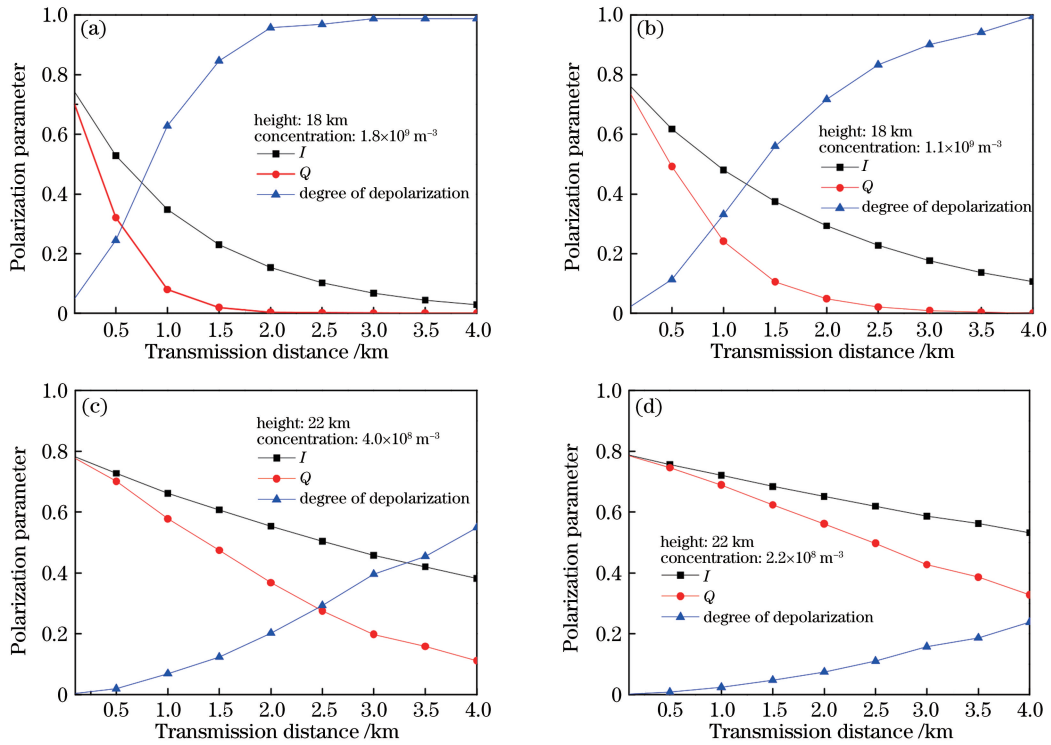 (a)
1.0
0.8
0.6
0.4
0.2
0
Polarization parameter
height: 18 km
concentration: 1.8×10⁹ m⁻³
I
Q
degree of depolarization
0.5 1.0 1.5 2.0 2.5 3.0 3.5 4.0
Transmission distance /km
(b)
1.0
0.8
0.6
0.4
0.2
0
Polarization parameter
height: 18 km
concentration: 1.1×10⁹ m⁻³
I
Q
degree of depolarization
0.5 1.0 1.5 2.0 2.5 3.0 3.5 4.0
Transmission distance /km
(c)
1.0
0.8
0.6
0.4
0.2
0
Polarization parameter
height: 22 km
concentration: 4.0×10⁸ m⁻³
I
Q
degree of depolarization
0.5 1.0 1.5 2.0 2.5 3.0 3.5 4.0
Transmission distance /km
(d)
1.0
0.8
0.6
0.4
0.2
0
Polarization parameter
height: 22 km
concentration: 2.2×10⁸ m⁻³
I
Q
degree of depolarization
0.5 1.0 1.5 2.0 2.5 3.0 3.5 4.0
Transmission distance /km